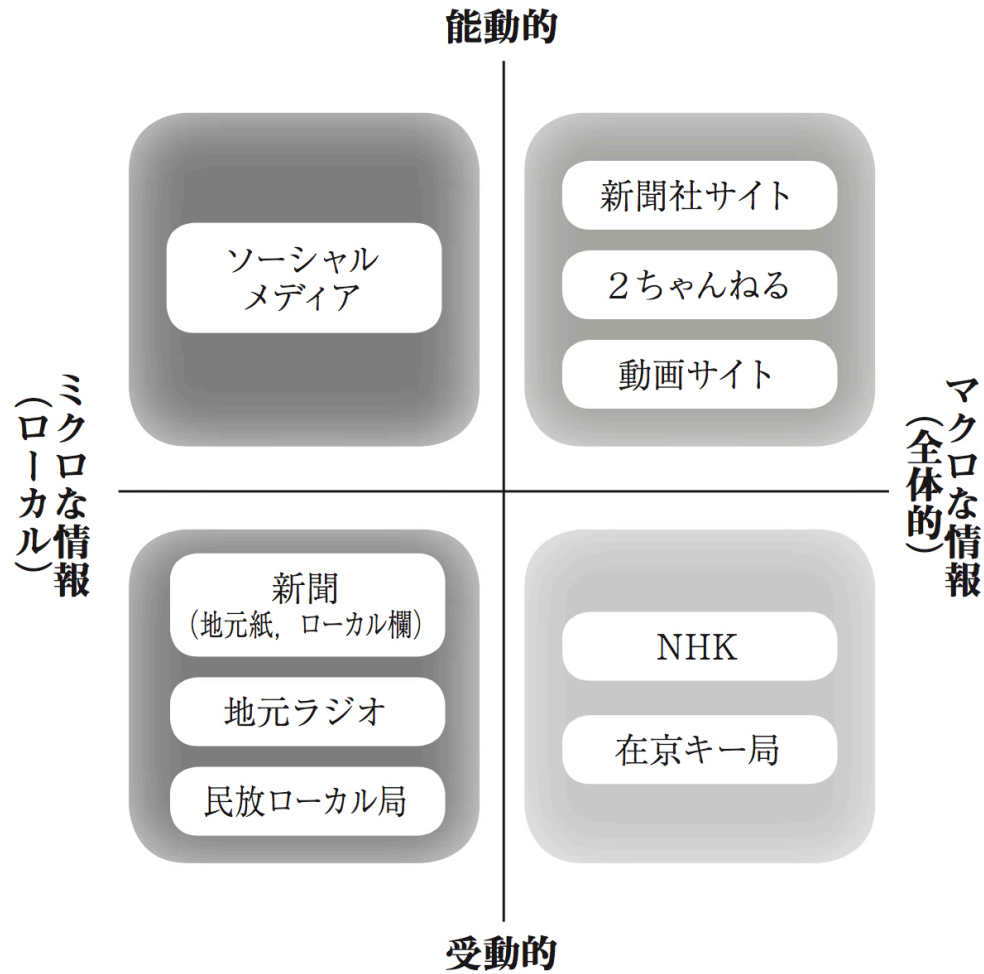 能動的
ソーシャル
メディア
新聞社サイト
２ちゃんねる
動画サイト
ミクロな情報
（ローカル）
マクロな情報
（全体的）
新聞
（地元紙，ローカル欄）
地元ラジオ
民放ローカル局
NHK
在京キー局
受動的